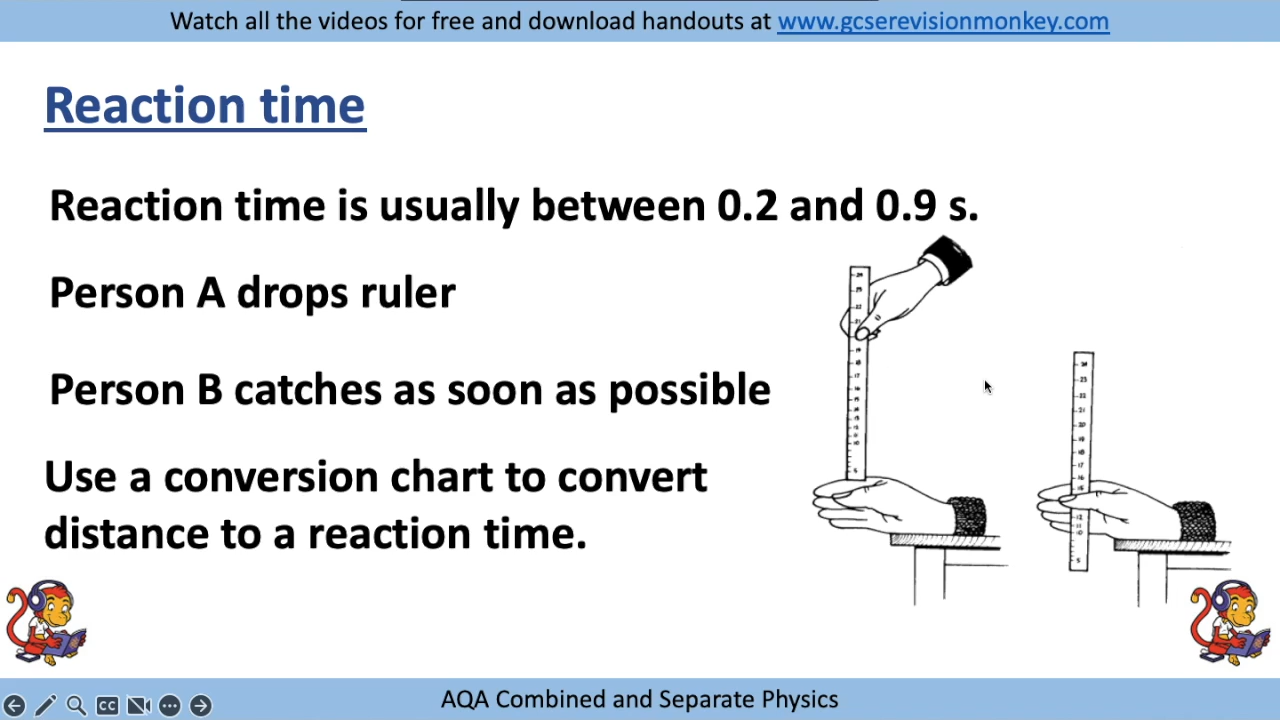 Watch all the videos for free and download handouts at www.gcserevisionmonkey.com
Reaction time
Reaction time is usually between 0.2 and 0.9 s.
Person A drops ruler
Person B catches as soon as possible
Use a conversion chart to convert
distance to a reaction time.
CC
AQA Combined and Separate Physics